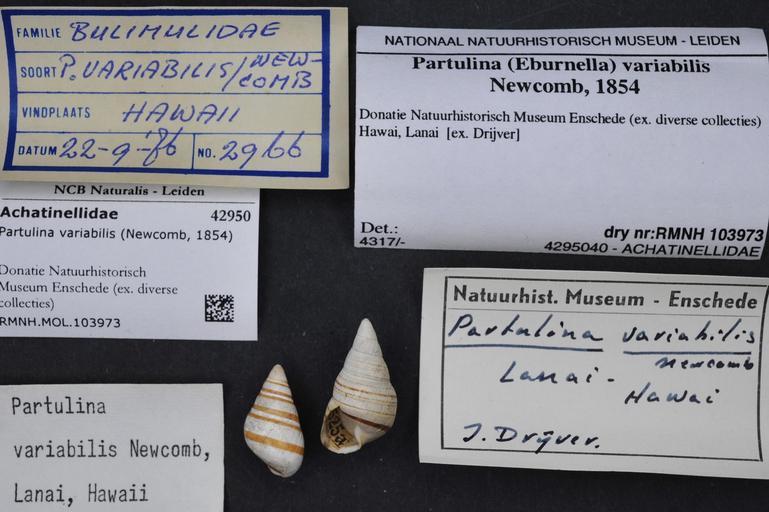 FAMILIE BULIMULIDAE
SOORT P. VARIABILIS/NEW-
COMB
VINDPLAATS HAWAII
DATUM 22-9-'86 NO. 2966
NATIONAAL NATUURHISTORISCH MUSEUM - LEIDEN
Partulina (Eburnella) variabilis
Newcomb, 1854
Donatie Natuurhistorisch Museum Enschede (ex. diverse collecties)
Hawai, Lanai [ex. Drijver]
Det.:
4317/-
dry nr:RMNH 103973
4295040 - ACHATINELLIDAE
NCB Naturalis - Leiden
Achatinellidae 42950
Partulina variabilis (Newcomb, 1854)
Donatie Natuurhistorisch
Museum Enschede (ex. diverse
collecties)
RMNH.MOL.103973
Natuurhist. Museum - Enschede
Partulina variabilis
Newcomb
Lanai -
Hawai
J. Drijver.
Partulina
variabilis Newcomb,
Lanai, Hawaii